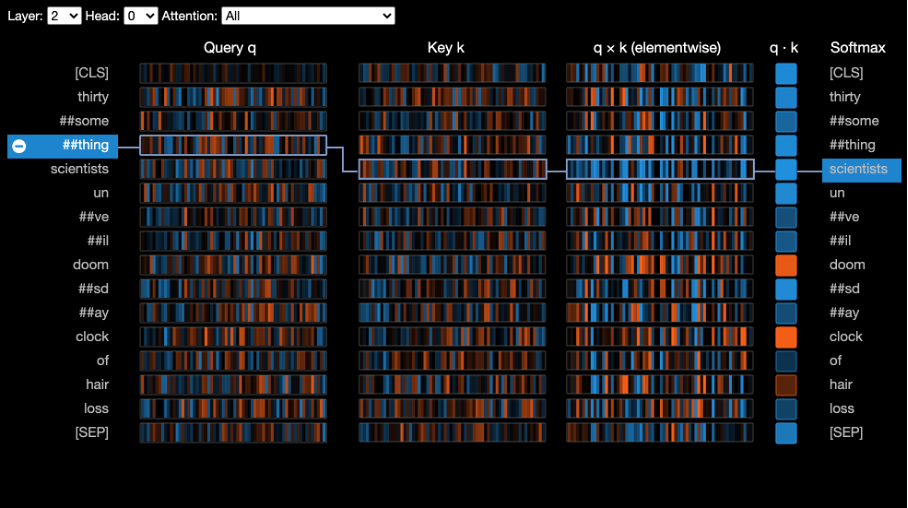 Layer: 2 Head: 0 Attention: All
Query q Key k q × k (elementwise) q · k Softmax
[CLS] [CLS]
thirty thirty
##some ##some
##thing ##thing
scientists scientists
un un
##ve ##ve
##il ##il
doom doom
##sd ##sd
##ay ##ay
clock clock
of of
hair hair
loss loss
[SEP] [SEP]